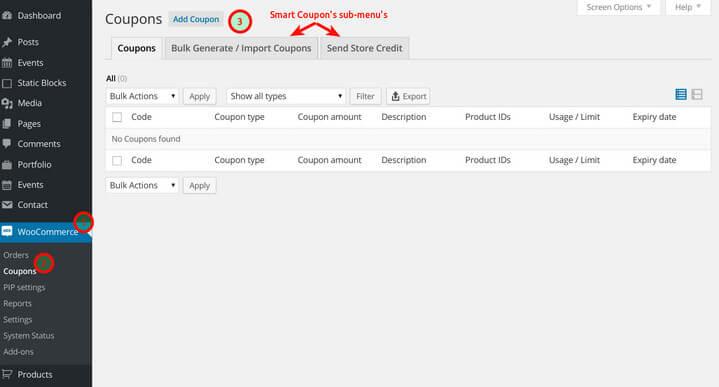 Dashboard
Posts
Events
Static Blocks
Media
Pages
Comments
Portfolio
Events
Contact
WooCommerce
Orders
Coupons
PIP settings
Reports
Settings
System Status
Add-ons
Products
Screen Options ▼ Help ▼
Coupons Add Coupon 3 Smart Coupon's sub-menu's
Coupons Bulk Generate / Import Coupons Send Store Credit
All (0)
Bulk Actions Apply Show all types Filter Export
Code Coupon type Coupon amount Description Product IDs Usage / Limit Expiry date
No Coupons found
Code Coupon type Coupon amount Description Product IDs Usage / Limit Expiry date
Bulk Actions Apply